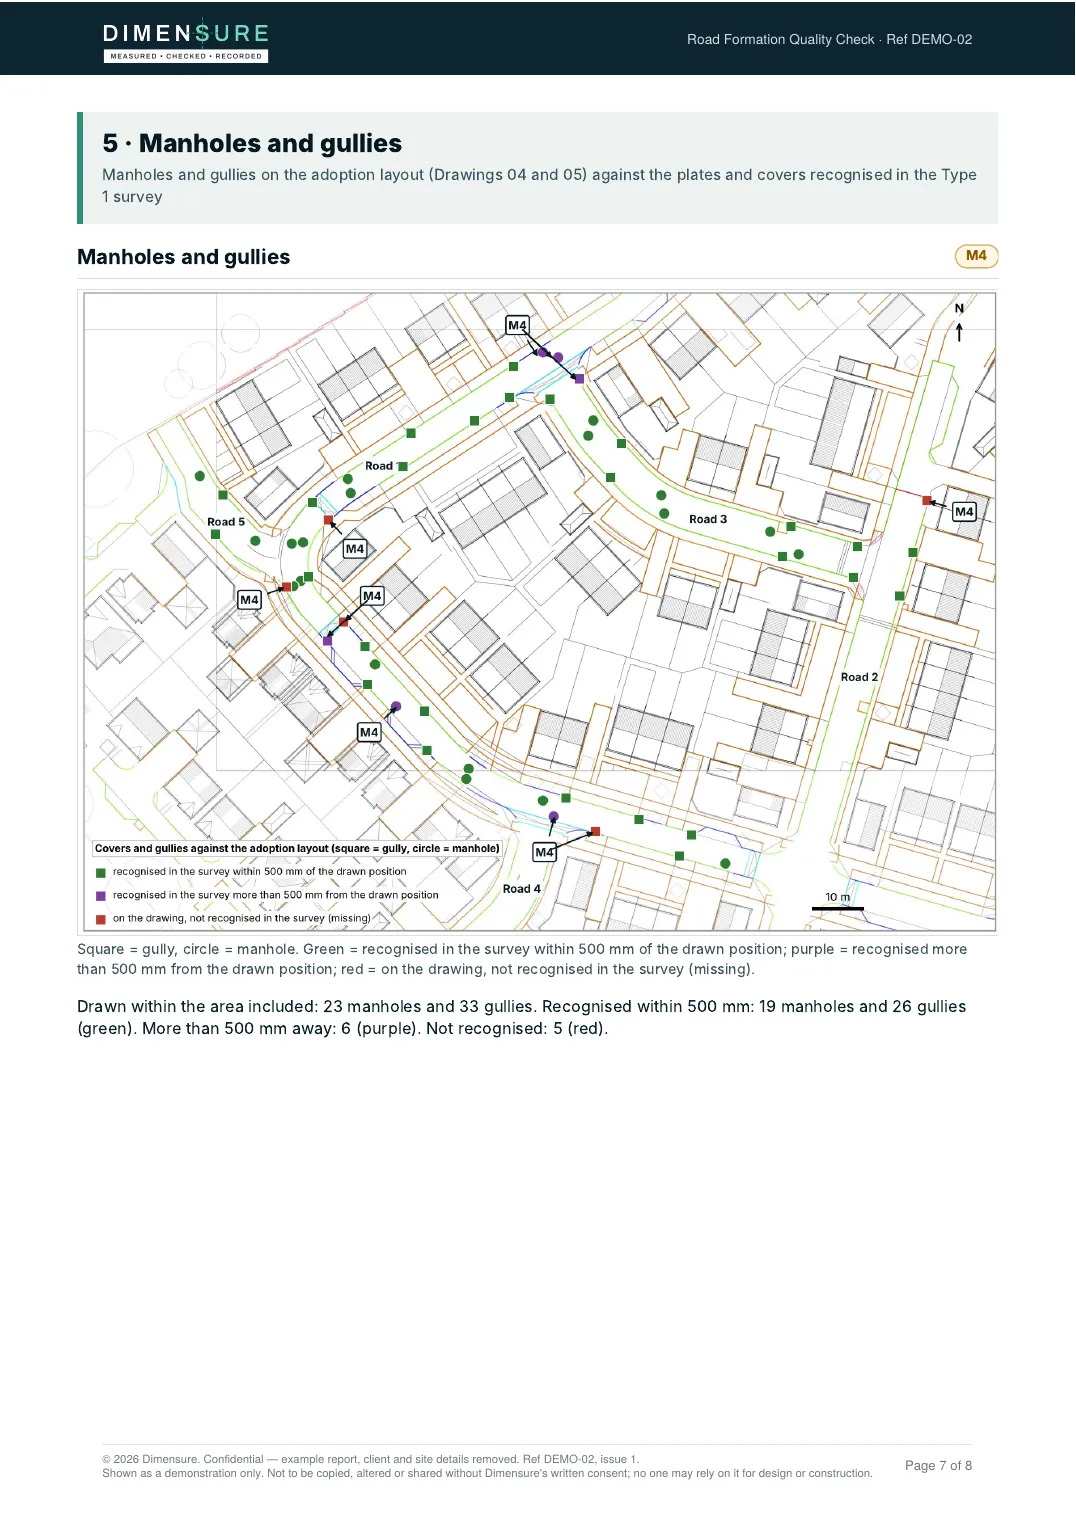 DIMENSURE
MEASURED • CHECKED • RECORDED
Road Formation Quality Check · Ref DEMO-02
5 · Manholes and gullies
Manholes and gullies on the adoption layout (Drawings 04 and 05) against the plates and covers recognised in the Type
1 survey
Manholes and gullies
M4
N
M4
Road
Road 5
Road 3
M4
M4
M4
M4
Road 2
M4
M4
Road 4
Covers and gullies against the adoption layout (square = gully, circle = manhole)
recognised in the survey within 500 mm of the drawn position
recognised in the survey more than 500 mm from the drawn position
on the drawing, not recognised in the survey (missing)
10 m
Square = gully, circle = manhole. Green = recognised in the survey within 500 mm of the drawn position; purple = recognised more
than 500 mm from the drawn position; red = on the drawing, not recognised in the survey (missing).
Drawn within the area included: 23 manholes and 33 gullies. Recognised within 500 mm: 19 manholes and 26 gullies
(green). More than 500 mm away: 6 (purple). Not recognised: 5 (red).
© 2026 Dimensure. Confidential — example report, client and site details removed. Ref DEMO-02, issue 1.
Shown as a demonstration only. Not to be copied, altered or shared without Dimensure's written consent; no one may rely on it for design or construction.
Page 7 of 8